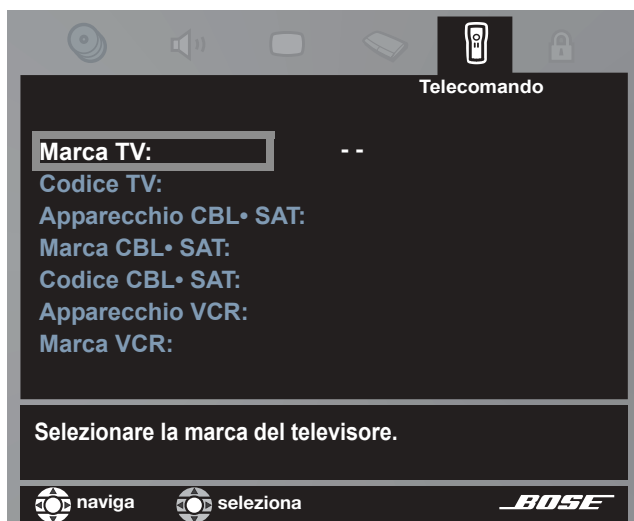 Telecomando
Marca TV: - -
Codice TV:
Apparecchio CBL• SAT:
Marca CBL• SAT:
Codice CBL• SAT:
Apparecchio VCR:
Marca VCR:
Selezionare la marca del televisore.
naviga seleziona BOSE